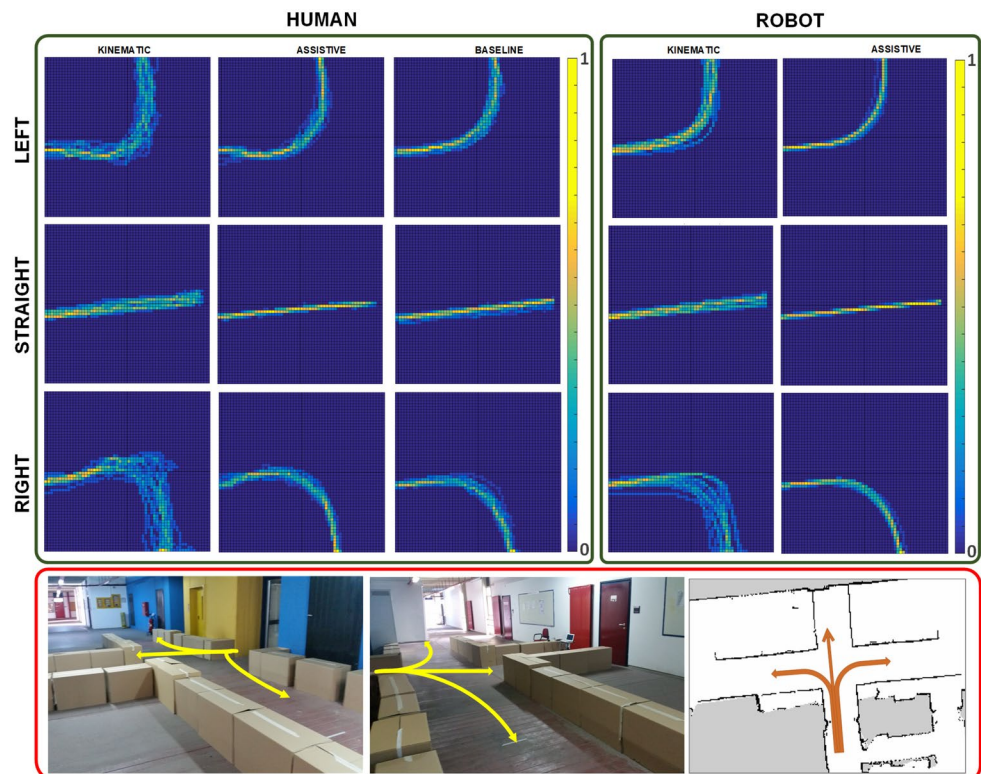 HUMAN
ROBOT
KINEMATIC
ASSISTIVE
BASELINE
KINEMATIC
ASSISTIVE
1
1
LEFT
STRAIGHT
RIGHT
0
0